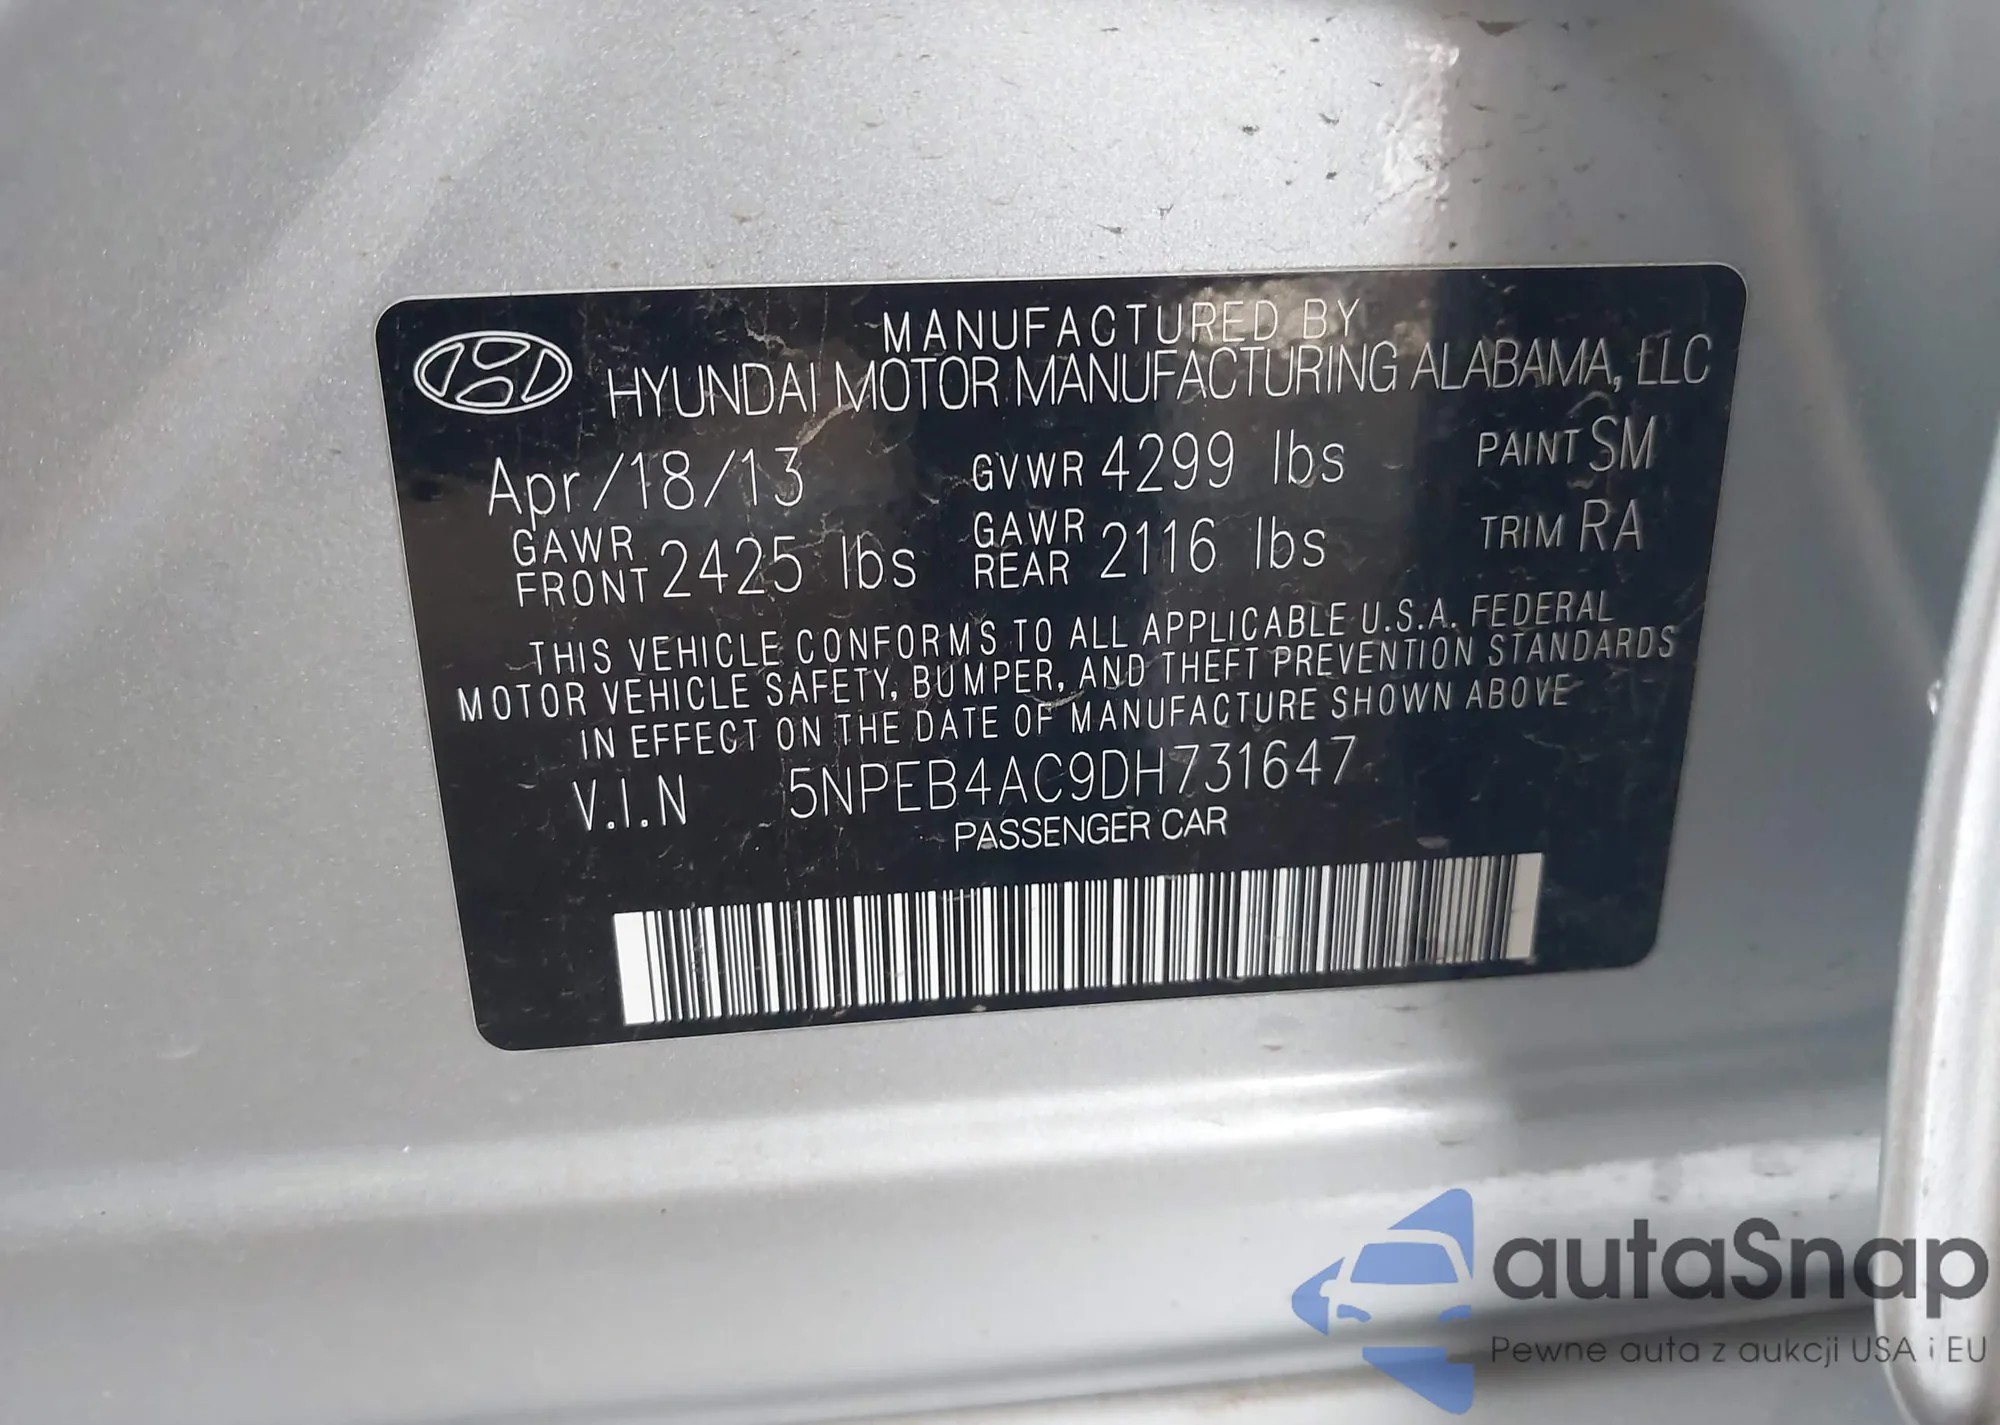 MANUFACTURED BY
HYUNDAI MOTOR MANUFACTURING ALABAMA, LLC
Apr/18/13 GVWR 4299 lbs PAINT SM
GAWR FRONT 2425 lbs GAWR REAR 2116 lbs TRIM RA
THIS VEHICLE CONFORMS TO ALL APPLICABLE U.S.A. FEDERAL
MOTOR VEHICLE SAFETY, BUMPER, AND THEFT PREVENTION STANDARDS
IN EFFECT ON THE DATE OF MANUFACTURE SHOWN ABOVE
V.I.N 5NPEB4AC9DH731647
PASSENGER CAR
autaSnap
Pewne auta z aukcji USA i EU